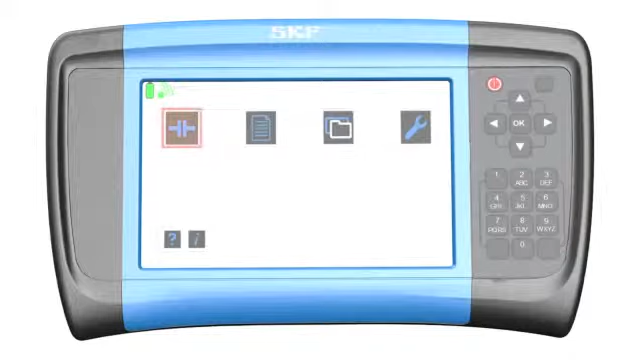 SKF
OK
1
2 ABC
3 DEF
4 GHI
5 JKL
6 MNO
7 PQRS
8 TUV
9 WXYZ
0
?
i